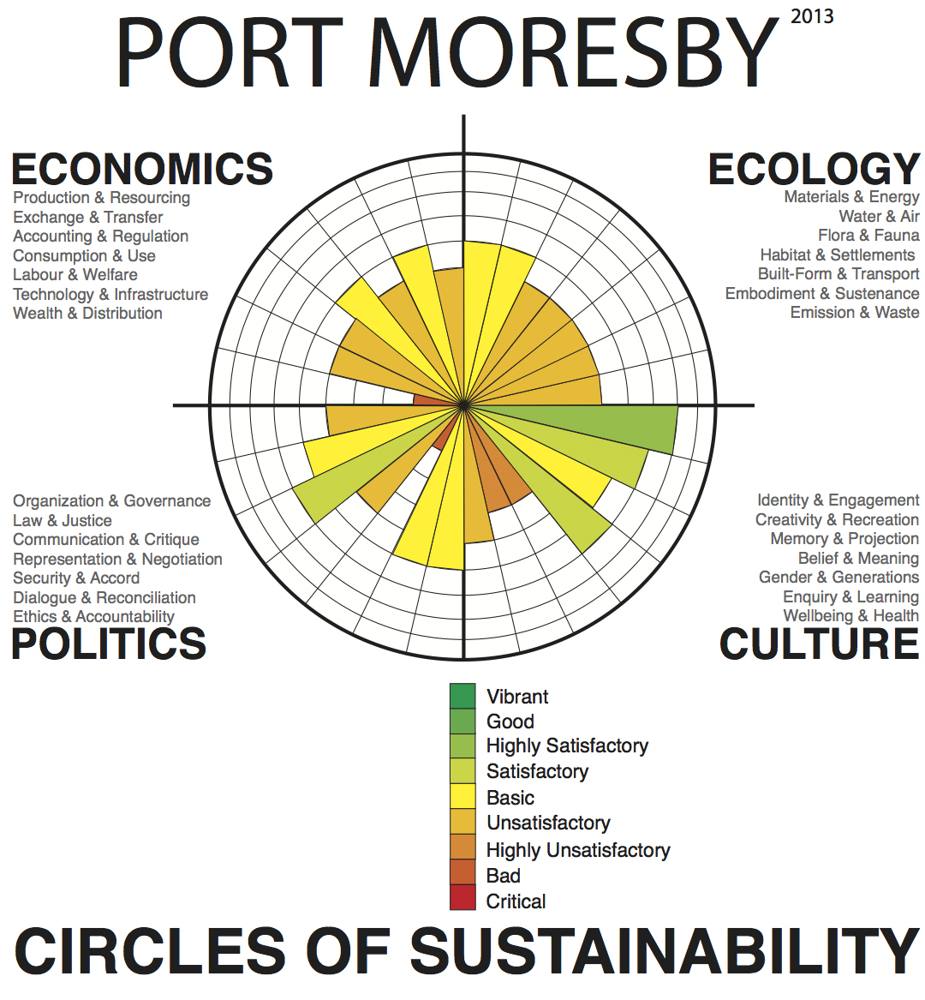 PORT MORESBY 2013
ECONOMICS
Production & Resourcing
Exchange & Transfer
Accounting & Regulation
Consumption & Use
Labour & Welfare
Technology & Infrastructure
Wealth & Distribution
ECOLOGY
Materials & Energy
Water & Air
Flora & Fauna
Habitat & Settlements
Built-Form & Transport
Embodiment & Sustenance
Emission & Waste
Organization & Governance
Law & Justice
Communication & Critique
Representation & Negotiation
Security & Accord
Dialogue & Reconciliation
Ethics & Accountability
POLITICS
Identity & Engagement
Creativity & Recreation
Memory & Projection
Belief & Meaning
Gender & Generations
Enquiry & Learning
Wellbeing & Health
CULTURE
Vibrant
Good
Highly Satisfactory
Satisfactory
Basic
Unsatisfactory
Highly Unsatisfactory
Bad
Critical
CIRCLES OF SUSTAINABILITY